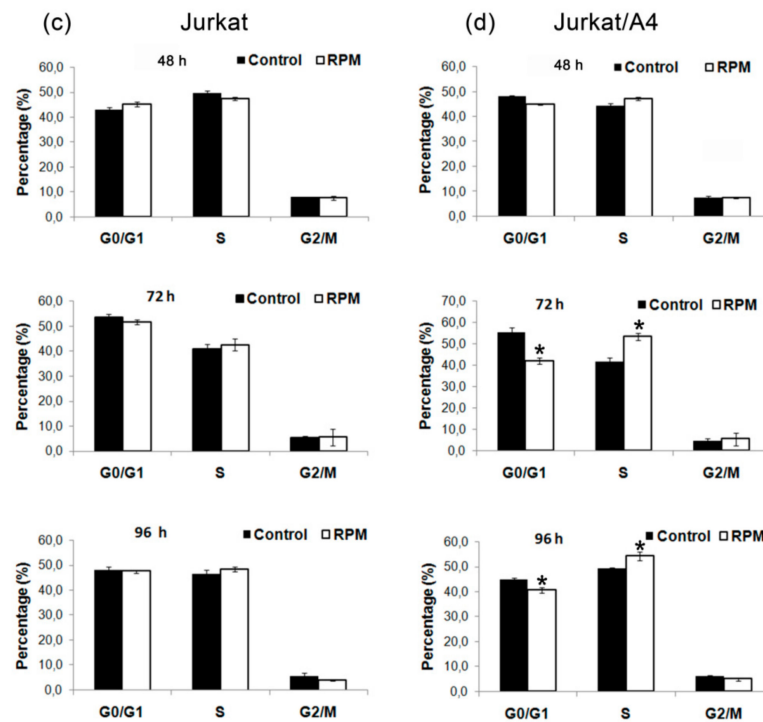 (c) Jurkat
48 h
Control RPM
Percentage (%)
60,0
50,0
40,0
30,0
20,0
10,0
0,0
G0/G1 S G2/M
72 h
Control RPM
Percentage (%)
60,0
50,0
40,0
30,0
20,0
10,0
0,0
G0/G1 S G2/M
96 h
Control RPM
Percentage (%)
60,0
50,0
40,0
30,0
20,0
10,0
0,0
G0/G1 S G2/M
(d) Jurkat/A4
48 h
Control RPM
Percentage (%)
60,0
50,0
40,0
30,0
20,0
10,0
0,0
G0/G1 S G2/M
72 h
Control RPM
Percentage (%)
70,0
60,0
50,0
40,0
30,0
20,0
10,0
0,0
* *
G0/G1 S G2/M
96 h
Control RPM
Percentage (%)
60,0
50,0
40,0
30,0
20,0
10,0
0,0
* *
G0/G1 S G2/M